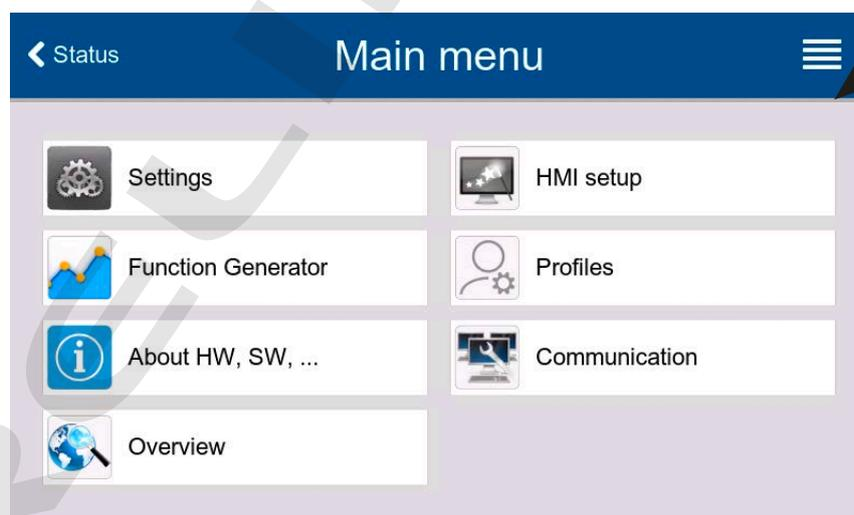 Status
Main menu
Settings
HMI setup
Function Generator
Profiles
About HW, SW, ...
Communication
Overview